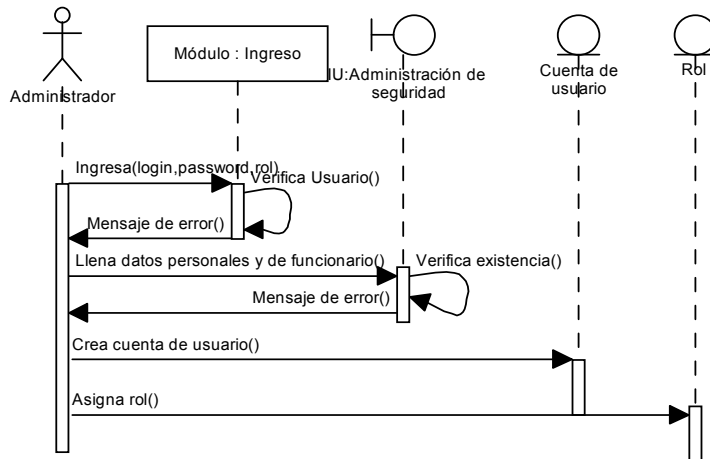 Módulo : Ingreso
IU:Administración de
seguridad
Cuenta de
usuario
Rol
Administrador
Ingresa(login,password,rol)
Verifica Usuario()
Mensaje de error()
Llena datos personales y de funcionario()
Verifica existencia()
Mensaje de error()
Crea cuenta de usuario()
Asigna rol()